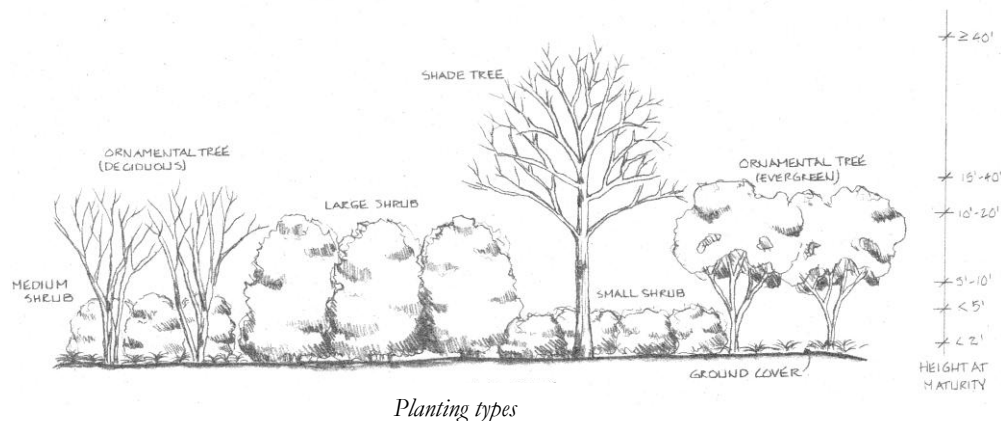 ≥ 40'
SHADE TREE
ORNAMENTAL TREE
(DECIDUOUS)
ORNAMENTAL TREE
(EVERGREEN)
15'-40'
LARGE SHRUB
10'-20'
MEDIUM
SHRUB
SMALL SHRUB
5'-10'
< 5'
< 2'
GROUND COVER
HEIGHT AT
MATURITY
Planting types